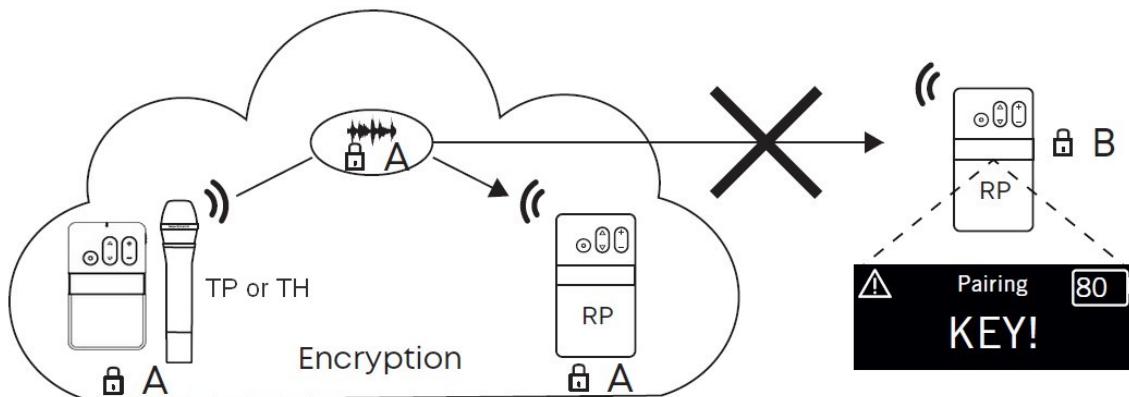 A
B
RP
TP or TH
RP
Pairing 80
KEY!
Encryption
A
A